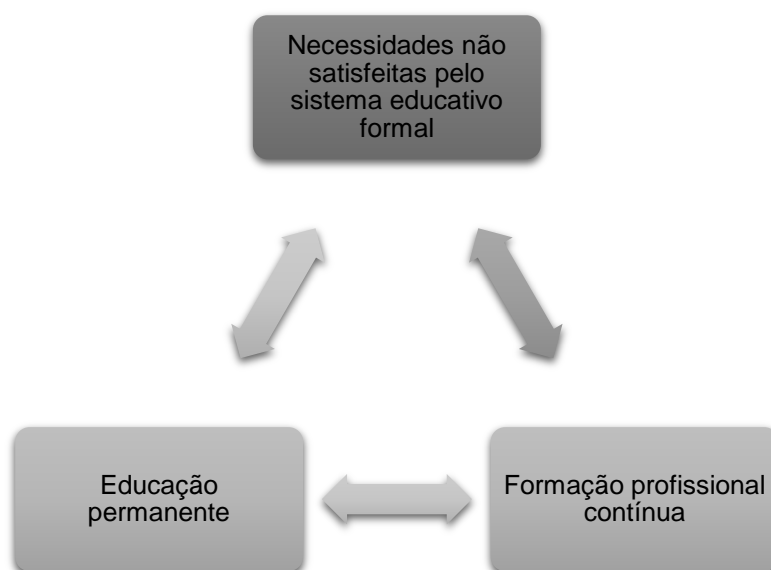 Necessidades não
satisfeitas pelo
sistema educativo
formal
Educação
permanente
Formação profissional
contínua